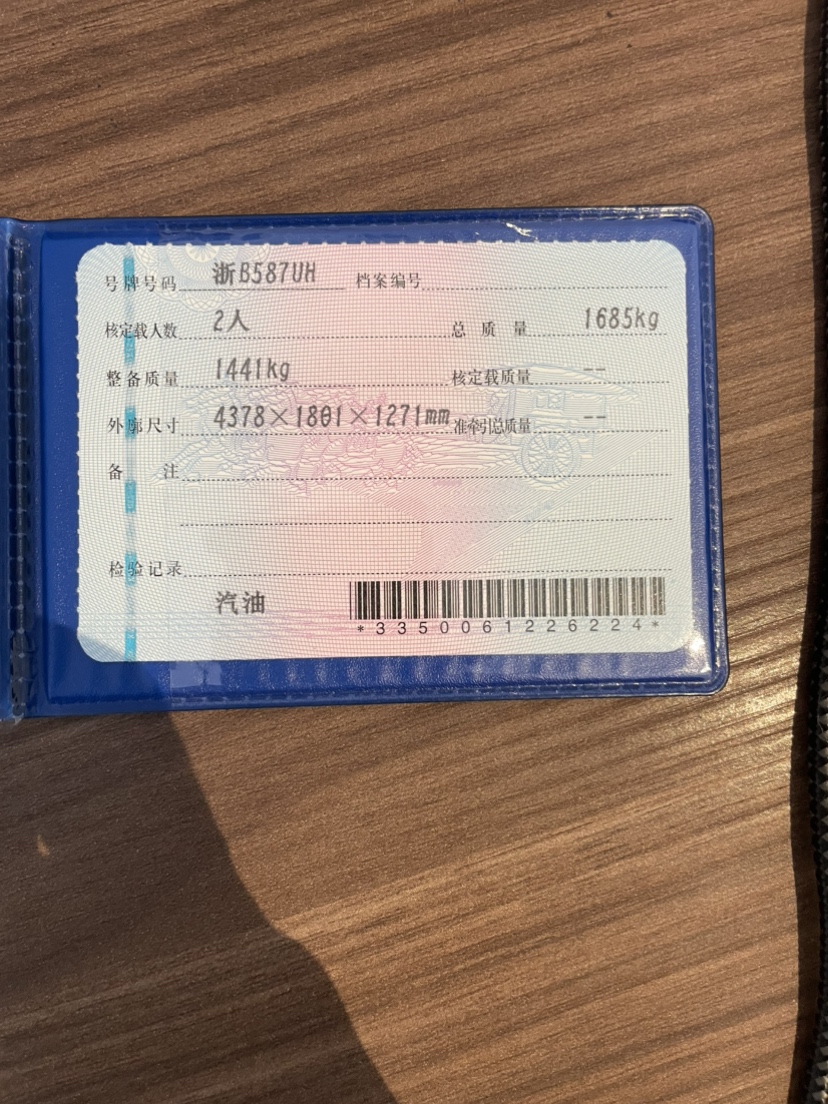 号牌号码 浙B587UH 档案编号
核定载人数 2人 总质量 1685kg
整备质量 1441kg 核定载质量 --
外廓尺寸 4378×1801×1271mm 准牵引总质量 --
备注
检验记录
汽油
*3350061226224*